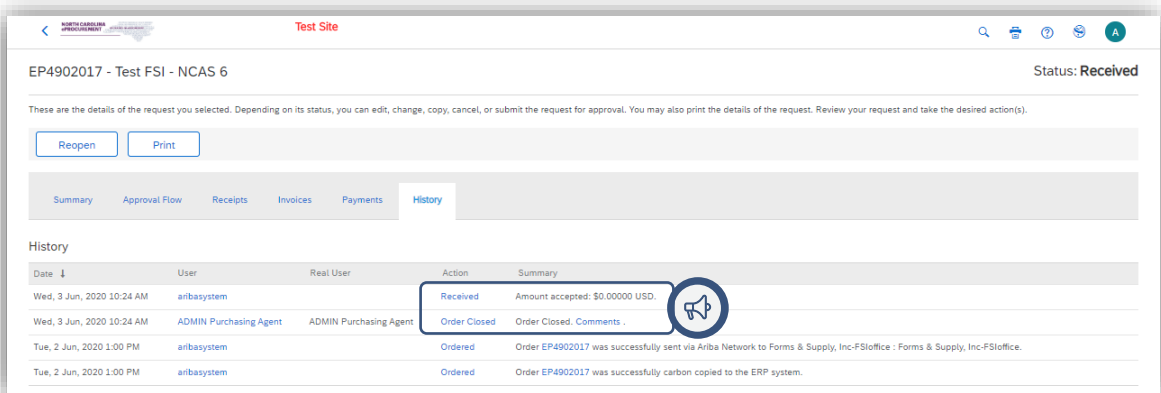 NORTH CAROLINA
ePROCUREMENT
Test Site
A
EP4902017 - Test FSI - NCAS 6
Status: Received
These are the details of the request you selected. Depending on its status, you can edit, change, copy, cancel, or submit the request for approval. You may also print the details of the request. Review your request and take the desired action(s).
Reopen Print
Summary Approval Flow Receipts Invoices Payments History
History
Date ↓ User Real User Action Summary
Wed, 3 Jun, 2020 10:24 AM aribasystem Received Amount accepted: $0.00000 USD.
Wed, 3 Jun, 2020 10:24 AM ADMIN Purchasing Agent ADMIN Purchasing Agent Order Closed Order Closed. Comments .
Tue, 2 Jun, 2020 1:00 PM aribasystem Ordered Order EP4902017 was successfully sent via Ariba Network to Forms & Supply, Inc-FSIoffice : Forms & Supply, Inc-FSIoffice.
Tue, 2 Jun, 2020 1:00 PM aribasystem Ordered Order EP4902017 was successfully carbon copied to the ERP system.